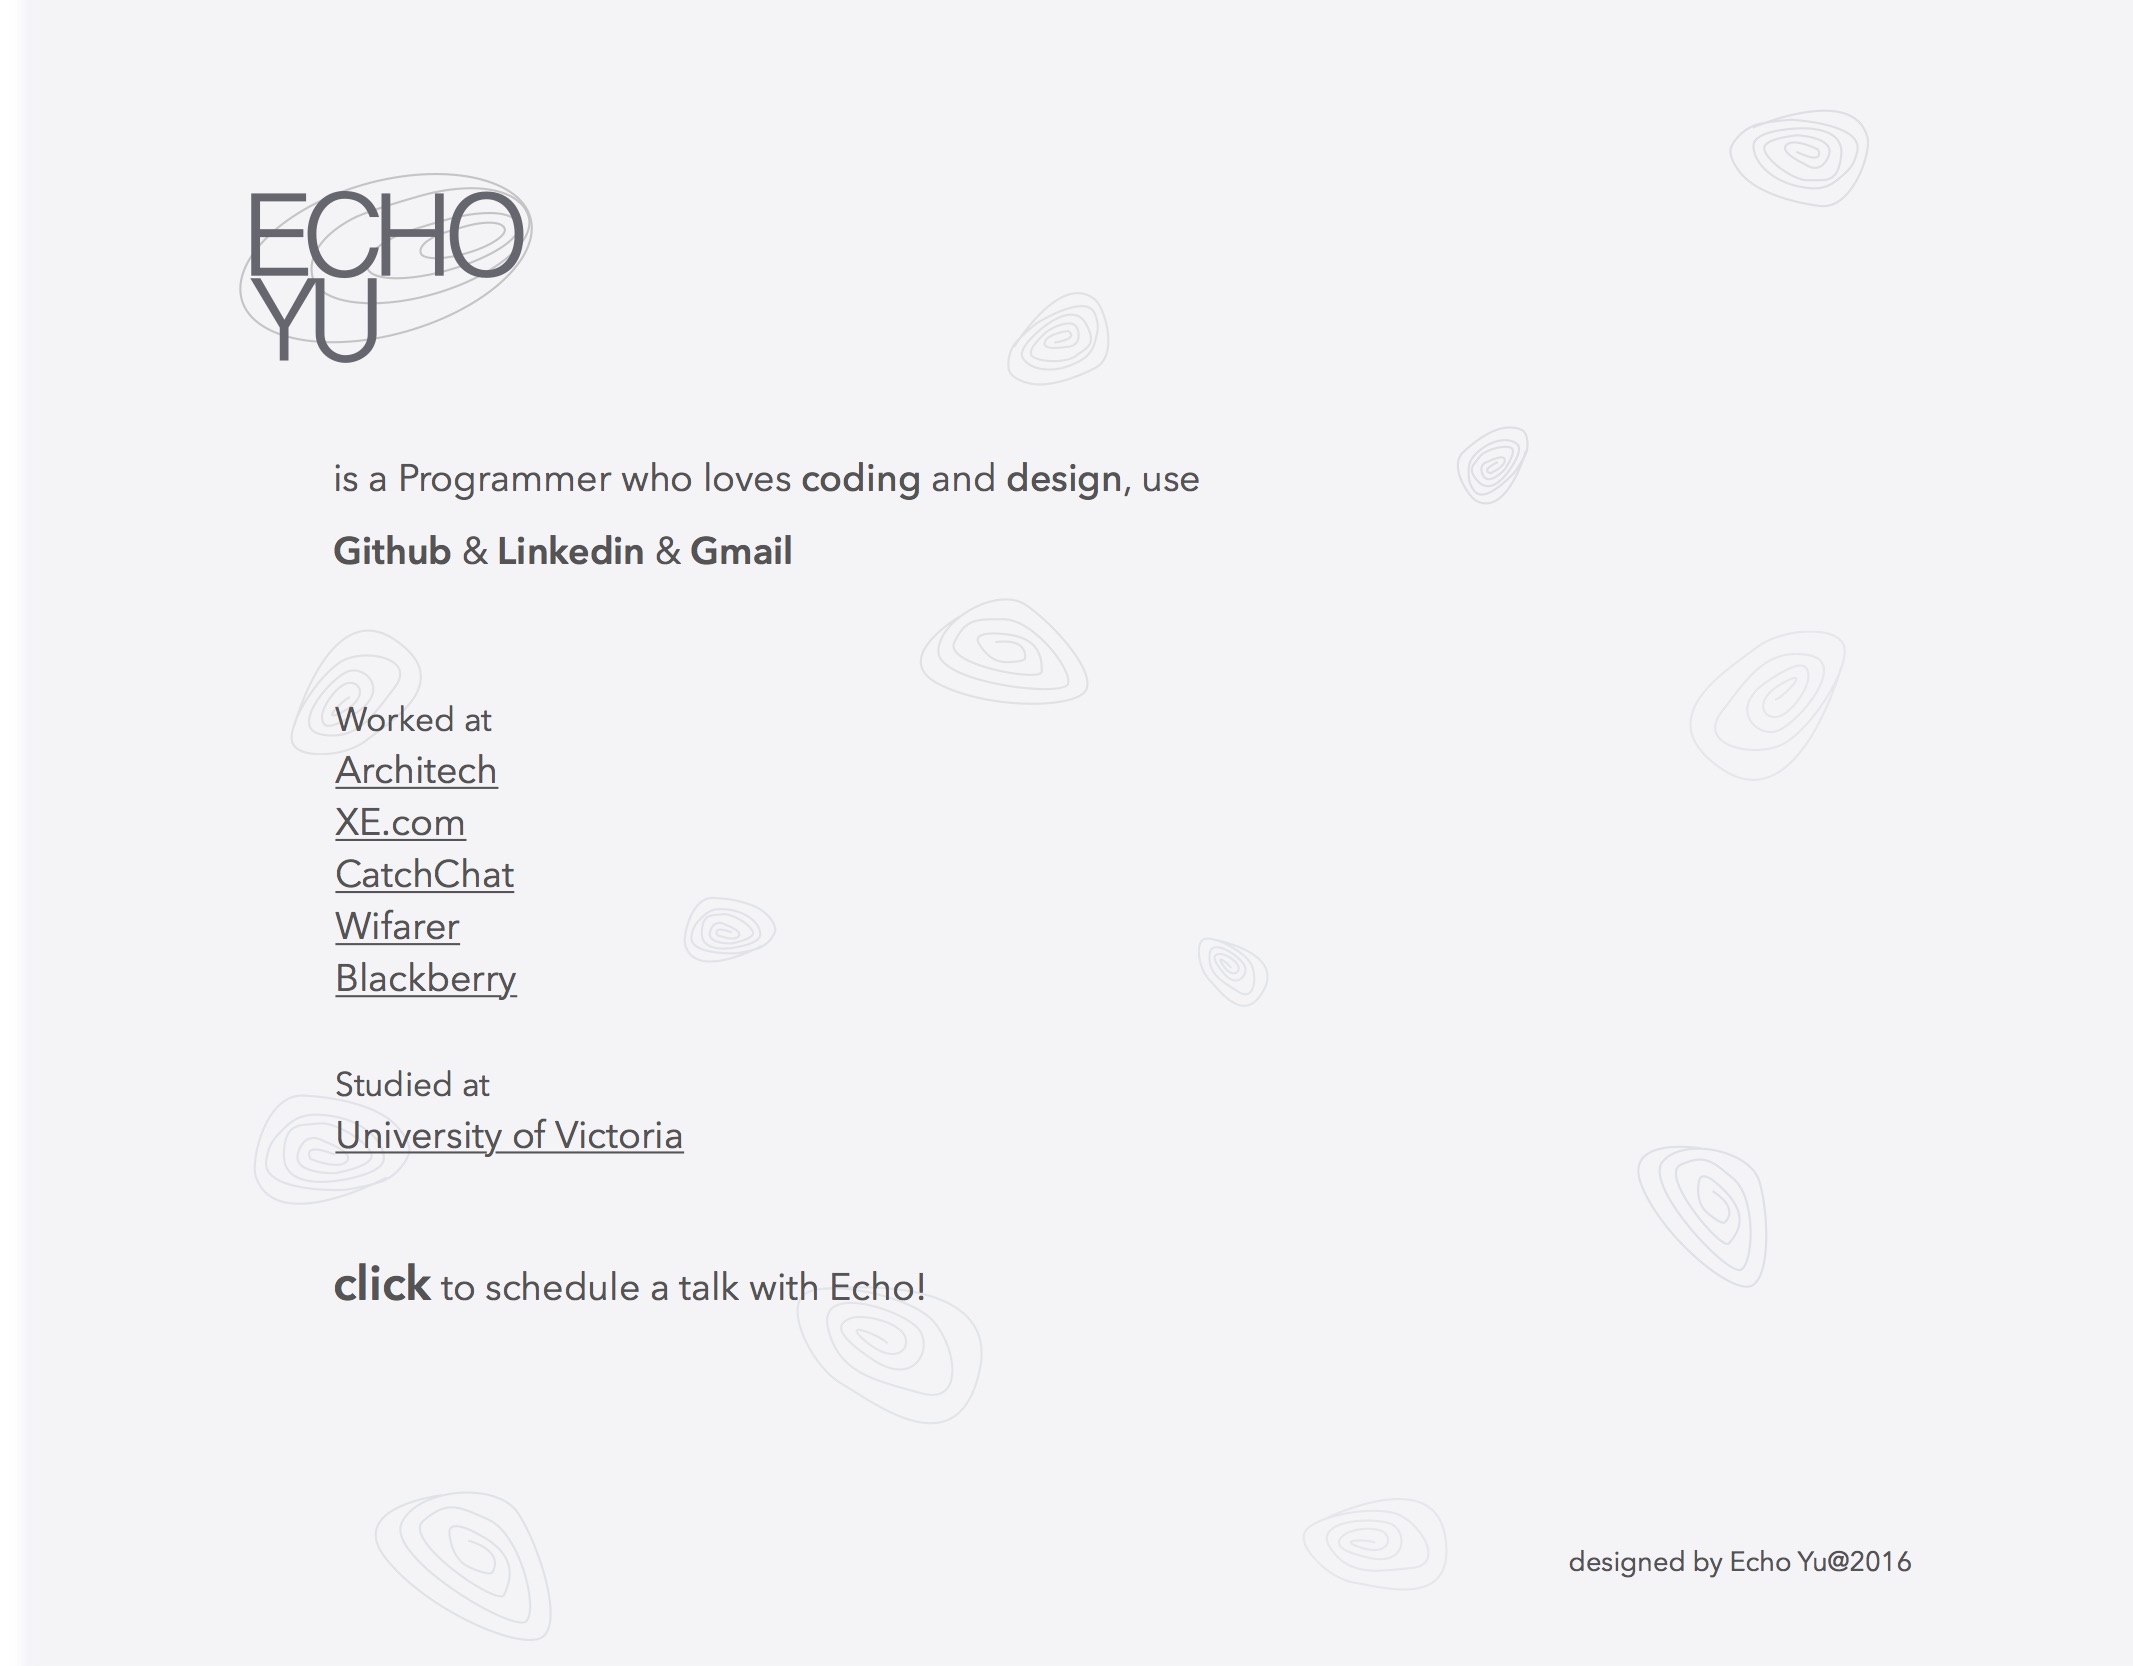 ECHO
YU
is a Programmer who loves coding and design, use
Github & Linkedin & Gmail
Worked at
Architech
XE.com
CatchChat
Wifarer
Blackberry
Studied at
University of Victoria
click to schedule a talk with Echo!
designed by Echo Yu@2016